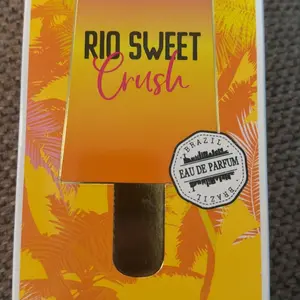 RIO SWEET
Crush
BRAZIL
EAU DE PARFUM
BRAZIL